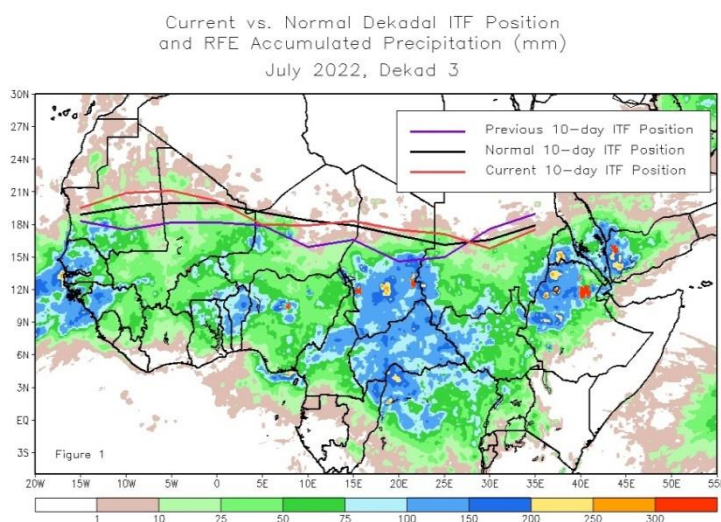 Current vs. Normal Dekadal ITF Position
and RFE Accumulated Precipitation (mm)
July 2022, Dekad 3
Previous 10-day ITF Position
Normal 10-day ITF Position
Current 10-day ITF Position
30N
27N
24N
21N
18N
15N
12N
9N
6N
3N
EQ
3S
Figure 1
20W 15W 10W 5W 0 5E 10E 15E 20E 25E 30E 35E 40E 45E 50E 55E
1 10 25 50 75 100 150 200 250 300